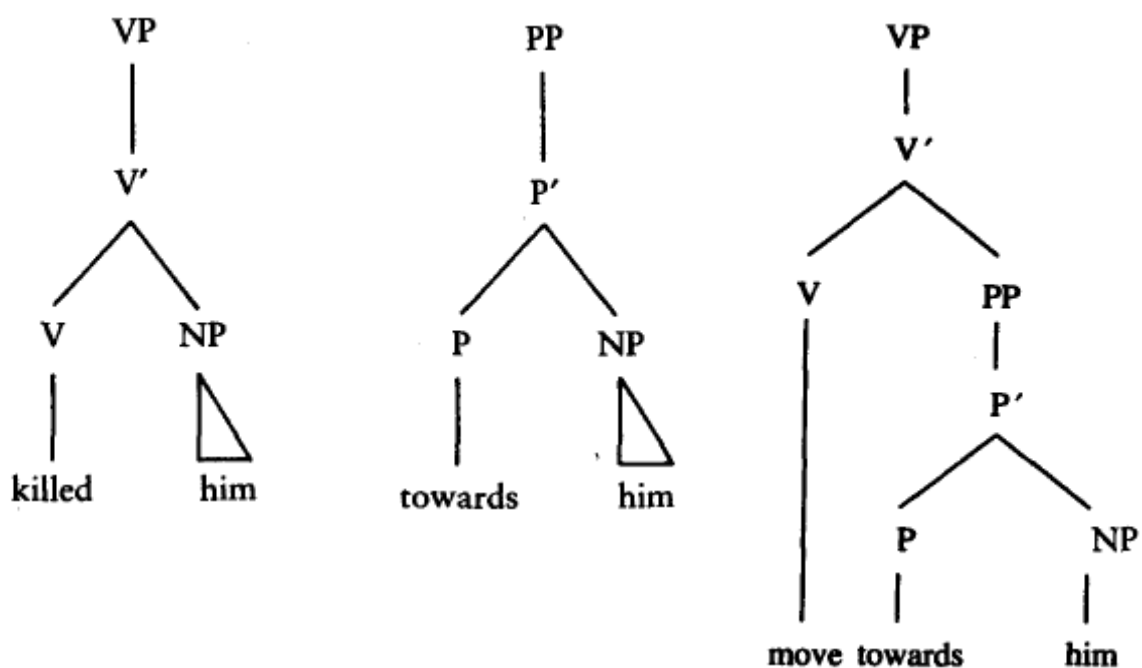 VP
V′
V NP
killed him
PP
P′
P NP
towards him
VP
V′
V PP
P′
P NP
move towards him